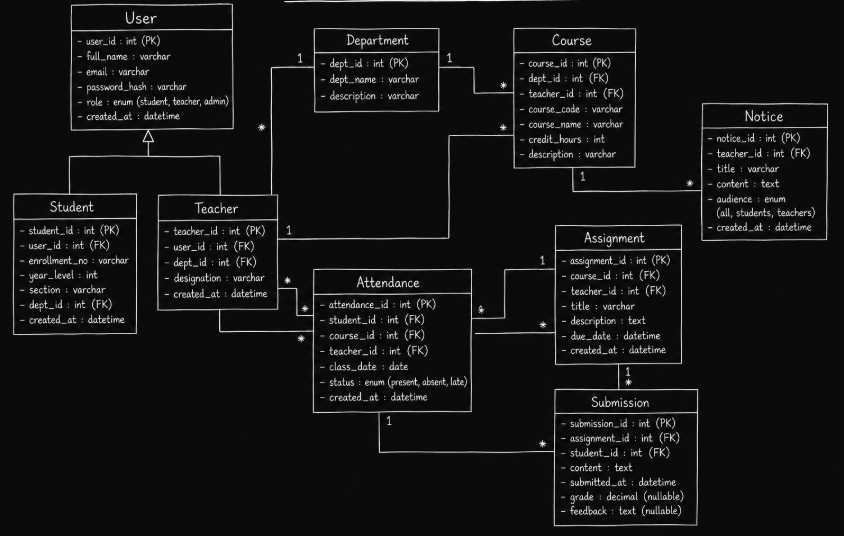 User
- user_id : int (PK)
- full_name : varchar
- email : varchar
- password_hash : varchar
- role : enum (student, teacher, admin)
- created_at : datetime
Department
- dept_id : int (PK)
- dept_name : varchar
- description : varchar
Course
- course_id : int (PK)
- dept_id : int (FK)
- teacher_id : int (FK)
- course_code : varchar
- course_name : varchar
- credit_hours : int
- description : varchar
Notice
- notice_id : int (PK)
- teacher_id : int (FK)
- title : varchar
- content : text
- audience : enum
(all, students, teachers)
- created_at : datetime
Student
- student_id : int (PK)
- user_id : int (FK)
- enrollment_no : varchar
- year_level : int
- section : varchar
- dept_id : int (FK)
- created_at : datetime
Teacher
- teacher_id : int (PK)
- user_id : int (FK)
- dept_id : int (FK)
- designation : varchar
- created_at : datetime
Attendance
- attendance_id : int (PK)
- student_id : int (FK)
- course_id : int (FK)
- teacher_id : int (FK)
- class_date : date
- status : enum (present, absent, late)
- created_at : datetime
Assignment
- assignment_id : int (PK)
- course_id : int (FK)
- teacher_id : int (FK)
- title : varchar
- description : text
- due_date : datetime
- created_at : datetime
Submission
- submission_id : int (PK)
- assignment_id : int (FK)
- student_id : int (FK)
- content : text
- submitted_at : datetime
- grade : decimal (nullable)
- feedback : text (nullable)
1
*
1
*
*
1
1
*
*
*
*
1
*
*
1
*
1
*